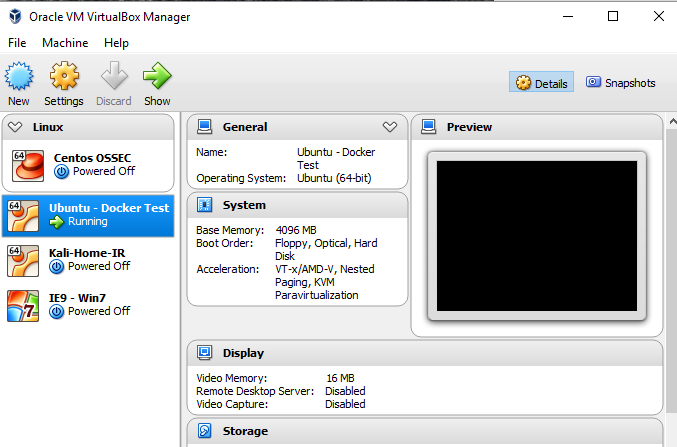 Oracle VM VirtualBox Manager
File Machine Help
New Settings Discard Show
Details Snapshots
Linux
64
Centos OSSEC
Powered Off
64
Ubuntu - Docker Test
Running
64
Kali-Home-IR
Powered Off
7
IE9 - Win7
Powered Off
General
Name: Ubuntu - Docker
Test
Operating System: Ubuntu (64-bit)
System
Base Memory: 4096 MB
Boot Order: Floppy, Optical, Hard
Disk
Acceleration: VT-x/AMD-V, Nested
Paging, KVM
Paravirtualization
Preview
Display
Video Memory: 16 MB
Remote Desktop Server: Disabled
Video Capture: Disabled
Storage